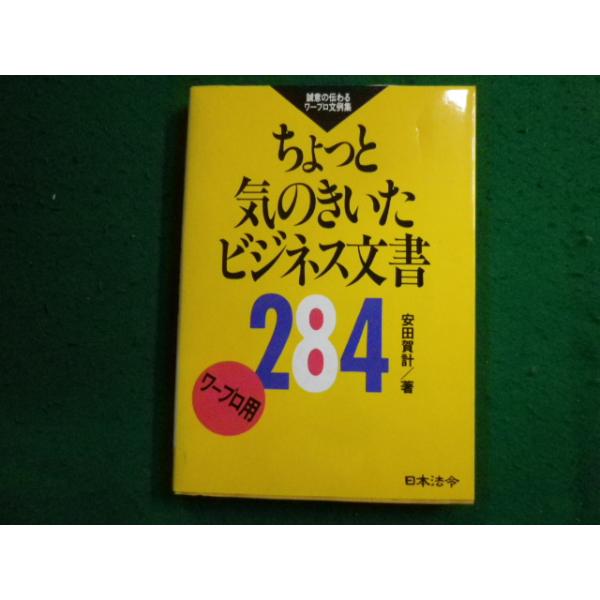 誠意の伝わる
ワープロ文例集
ちょっと
気のきいた
ビジネス文書
284
安田賀計／著
ワープロ用
日本法令